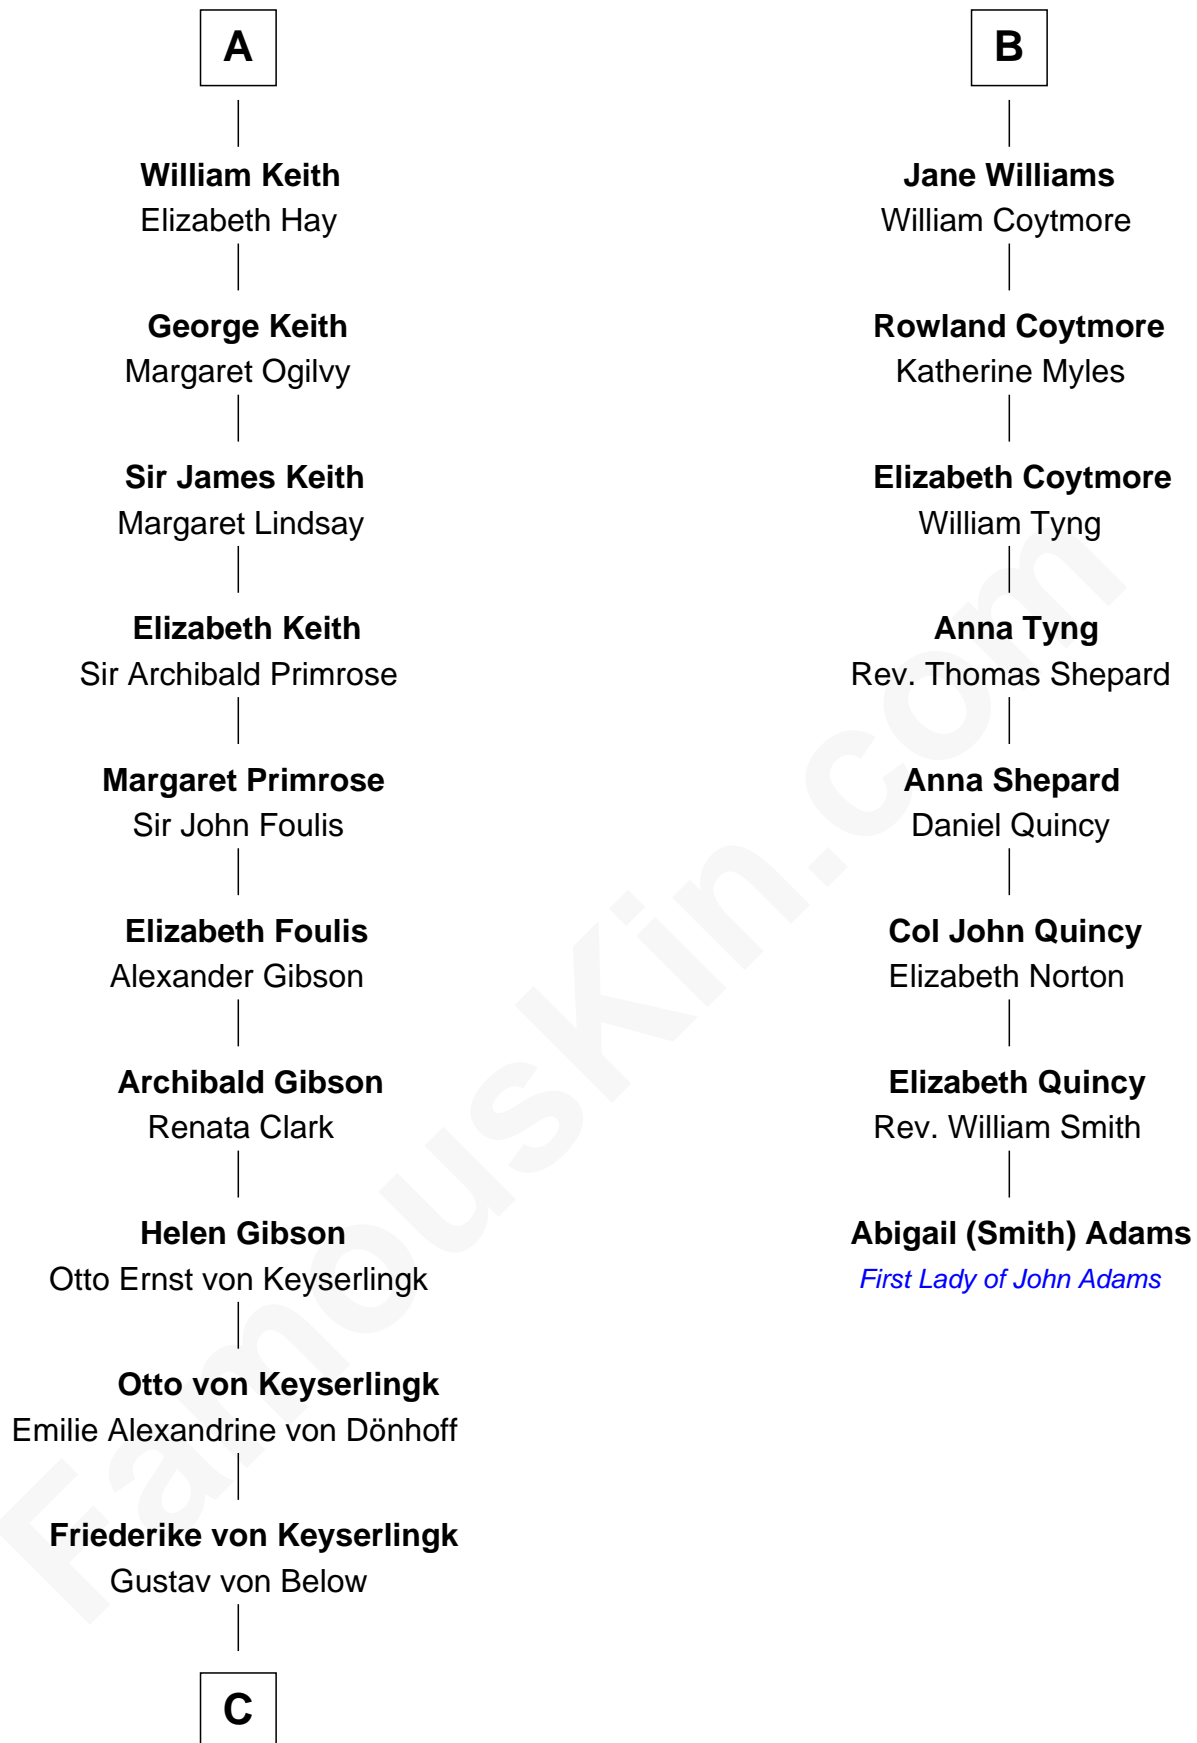 A
William Keith
Elizabeth Hay
George Keith
Margaret Ogilvy
Sir James Keith
Margaret Lindsay
Elizabeth Keith
Sir Archibald Primrose
Margaret Primrose
Sir John Foulis
Elizabeth Foulis
Alexander Gibson
Archibald Gibson
Renata Clark
Helen Gibson
Otto Ernst von Keyserlingk
Otto von Keyserlingk
Emilie Alexandrine von Dönhoff
Friederike von Keyserlingk
Gustav von Below
C
B
Jane Williams
William Coytmore
Rowland Coytmore
Katherine Myles
Elizabeth Coytmore
William Tyng
Anna Tyng
Rev. Thomas Shepard
Anna Shepard
Daniel Quincy
Col John Quincy
Elizabeth Norton
Elizabeth Quincy
Rev. William Smith
Abigail (Smith) Adams
First Lady of John Adams
FamousKin.com